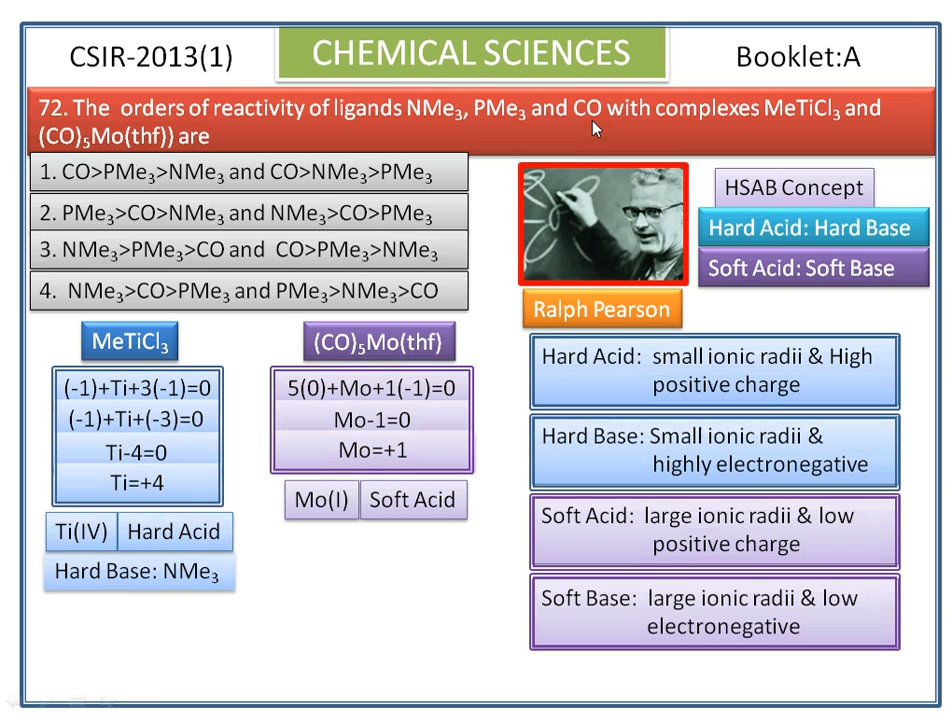 CSIR-2013(1)
CHEMICAL SCIENCES
Booklet:A
72. The orders of reactivity of ligands NMe₃, PMe₃ and CO with complexes MeTiCl₃ and
(CO)₅Mo(thf)) are
1. CO>PMe₃>NMe₃ and CO>NMe₃>PMe₃
2. PMe₃>CO>NMe₃ and NMe₃>CO>PMe₃
3. NMe₃>PMe₃>CO and CO>PMe₃>NMe₃
4. NMe₃>CO>PMe₃ and PMe₃>NMe₃>CO
HSAB Concept
Hard Acid: Hard Base
Soft Acid: Soft Base
Ralph Pearson
MeTiCl₃
(-1)+Ti+3(-1)=0
(-1)+Ti+(-3)=0
Ti-4=0
Ti=+4
Ti(IV) Hard Acid
Hard Base: NMe₃
(CO)₅Mo(thf)
5(0)+Mo+1(-1)=0
Mo-1=0
Mo=+1
Mo(I) Soft Acid
Hard Acid: small ionic radii & High
positive charge
Hard Base: Small ionic radii &
highly electronegative
Soft Acid: large ionic radii & low
positive charge
Soft Base: large ionic radii & low
electronegative